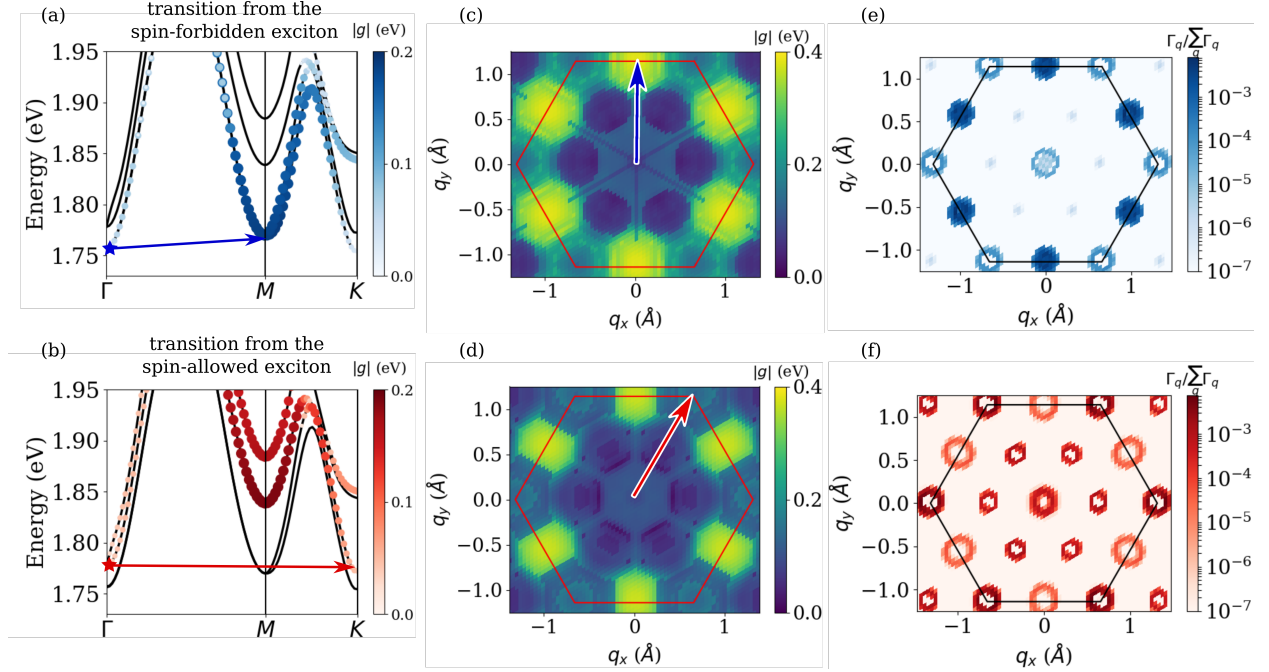 (a)
transition from the
spin-forbidden exciton
|g| (eV)
1.95
1.90
1.85
1.80
1.75
Energy (eV)
Γ
M
K
0.2
0.1
0.0
(c)
|g| (eV)
1.0
0.5
0.0
−0.5
−1.0
q_y (Å)
−1
0
1
q_x (Å)
0.4
0.2
0.0
(e)
Γ_q/∑_q Γ_q
1.0
0.5
0.0
−0.5
−1.0
q_y (Å)
−1
0
1
q_x (Å)
10^{−3}
10^{−4}
10^{−5}
10^{−6}
10^{−7}
(b)
transition from the
spin-allowed exciton
|g| (eV)
1.95
1.90
1.85
1.80
1.75
Energy (eV)
Γ
M
K
0.2
0.1
0.0
(d)
|g| (eV)
1.0
0.5
0.0
−0.5
−1.0
q_y (Å)
−1
0
1
q_x (Å)
0.4
0.2
0.0
(f)
Γ_q/∑_q Γ_q
1.0
0.5
0.0
−0.5
−1.0
q_y (Å)
−1
0
1
q_x (Å)
10^{−3}
10^{−4}
10^{−5}
10^{−6}
10^{−7}